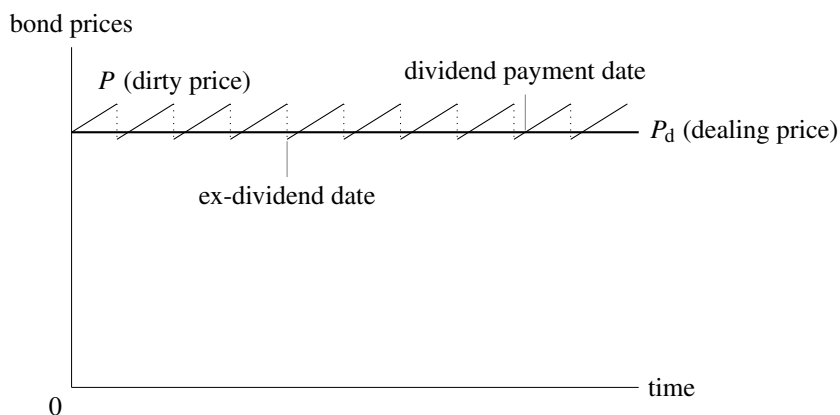 bond prices
P (dirty price)
dividend payment date
P_d (dealing price)
ex-dividend date
time
0